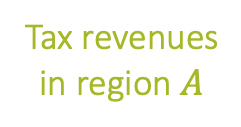 Tax revenues
in region A